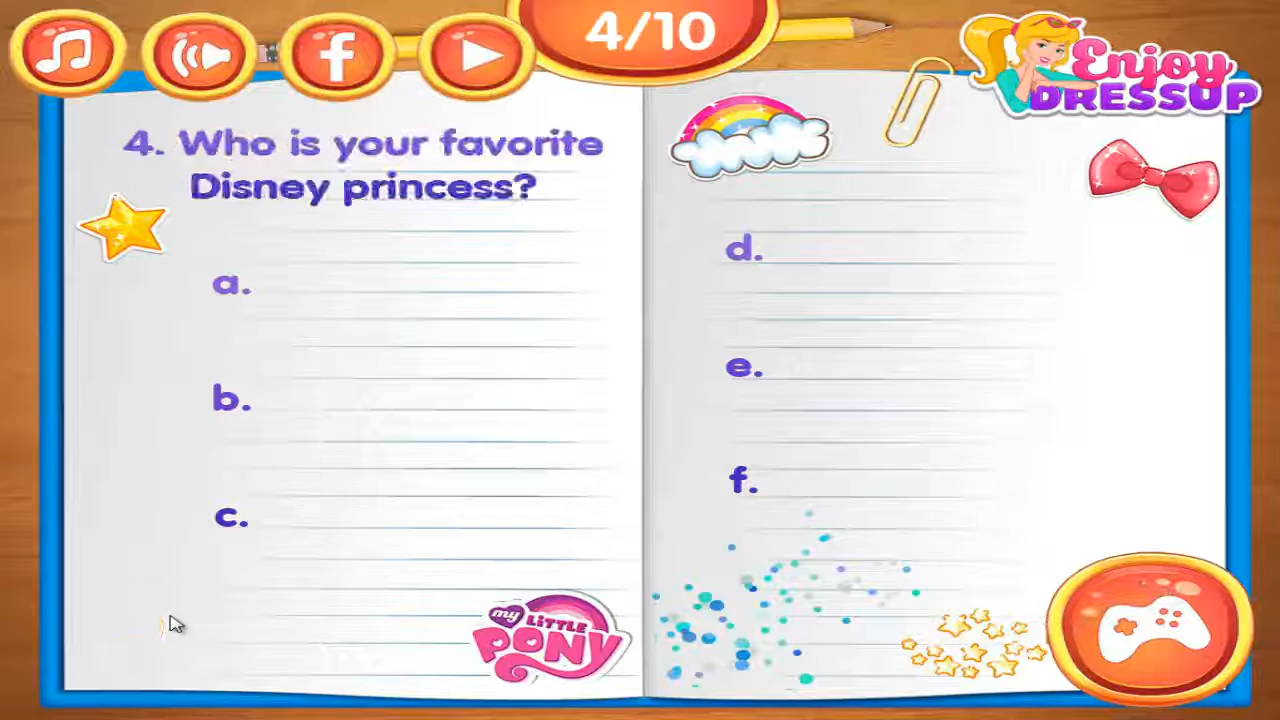 4/10
Enjoy
DRESSUP
4. Who is your favorite
Disney princess?
a.
b.
c.
d.
e.
f.
my
LITTLE
PONY